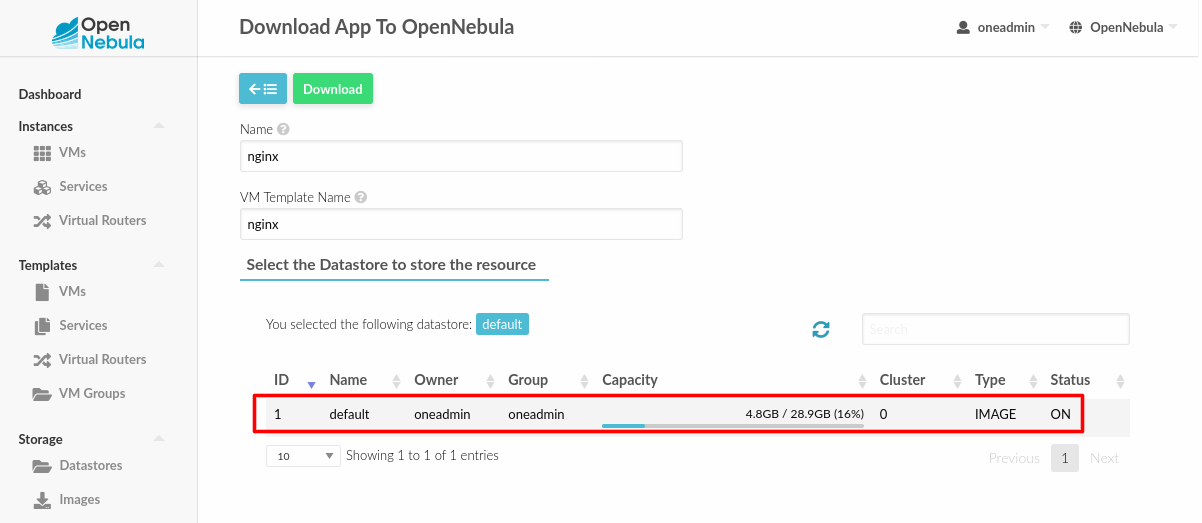 Open
Nebula
Download App To OpenNebula
oneadmin
OpenNebula
Dashboard
Instances
VMs
Services
Virtual Routers
Templates
VMs
Services
Virtual Routers
VM Groups
Storage
Datastores
Images
Download
Name
nginx
VM Template Name
nginx
Select the Datastore to store the resource
You selected the following datastore: default
Search
ID Name Owner Group Capacity Cluster Type Status
1 default oneadmin oneadmin 4.8GB / 28.9GB (16%) 0 IMAGE ON
10 Showing 1 to 1 of 1 entries
Previous 1 Next